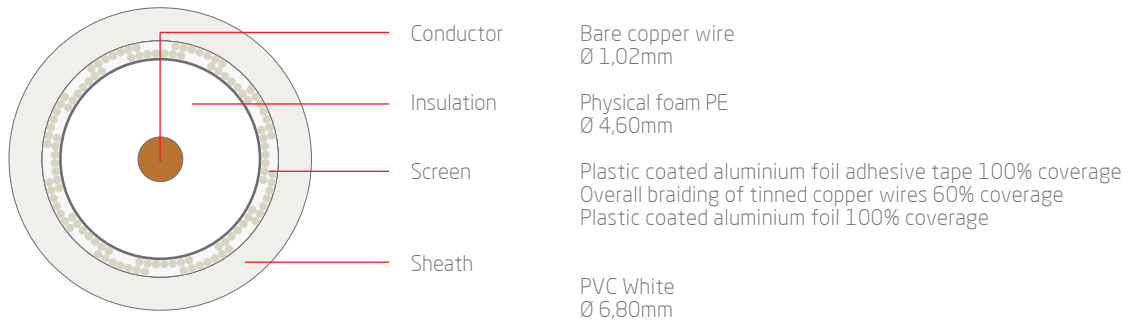 Conductor
Bare copper wire
Ø 1,02mm
Insulation
Physical foam PE
Ø 4,60mm
Screen
Plastic coated aluminium foil adhesive tape 100% coverage
Overall braiding of tinned copper wires 60% coverage
Plastic coated aluminium foil 100% coverage
Sheath
PVC White
Ø 6,80mm